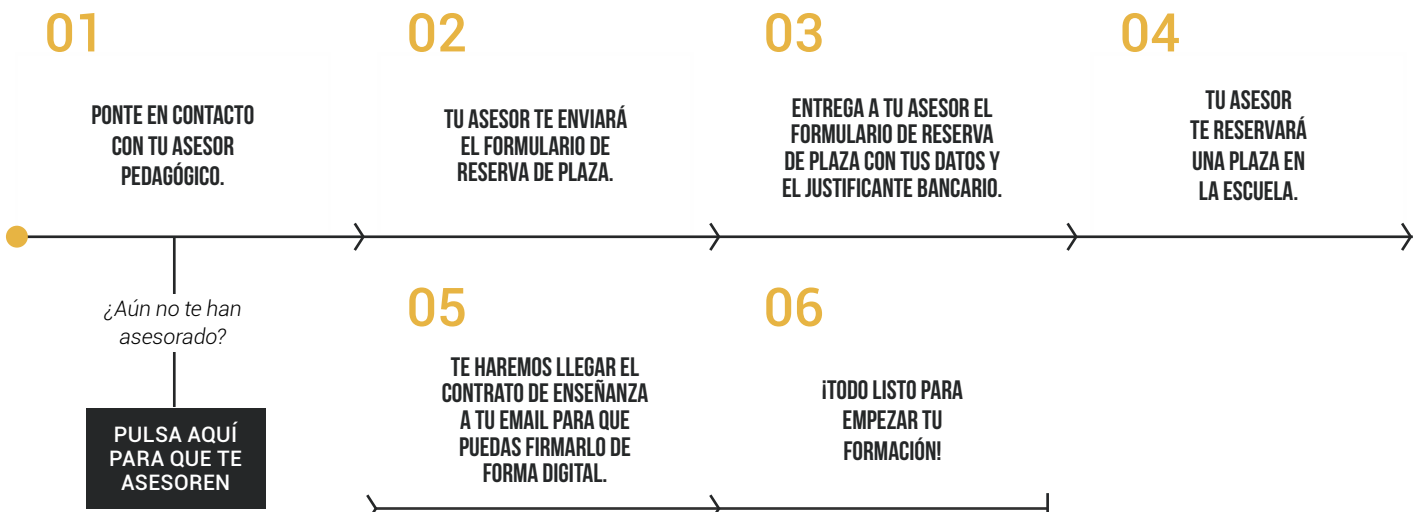 01
PONTE EN CONTACTO
CON TU ASESOR
PEDAGÓGICO.
¿Aún no te han
asesorado?
PULSA AQUÍ
PARA QUE TE
ASESOREN
02
TU ASESOR TE ENVIARÁ
EL FORMULARIO DE
RESERVA DE PLAZA.
03
ENTREGA A TU ASESOR EL
FORMULARIO DE RESERVA
DE PLAZA CON TUS DATOS Y
EL JUSTIFICANTE BANCARIO.
04
TU ASESOR
TE RESERVARÁ
UNA PLAZA EN
LA ESCUELA.
05
TE HAREMOS LLEGAR EL
CONTRATO DE ENSEÑANZA
A TU EMAIL PARA QUE
PUEDAS FIRMARLO DE
FORMA DIGITAL.
06
¡TODO LISTO PARA
EMPEZAR TU
FORMACIÓN!